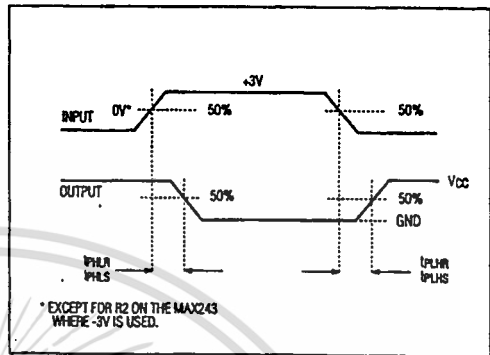 +3V
INPUT 0V* 50% 50%
OUTPUT 50% 50% VCC
GND
tPHLR
tPHLS
tPLHR
tPLHS
* EXCEPT FOR R2 ON THE MAX243
WHERE -3V IS USED.